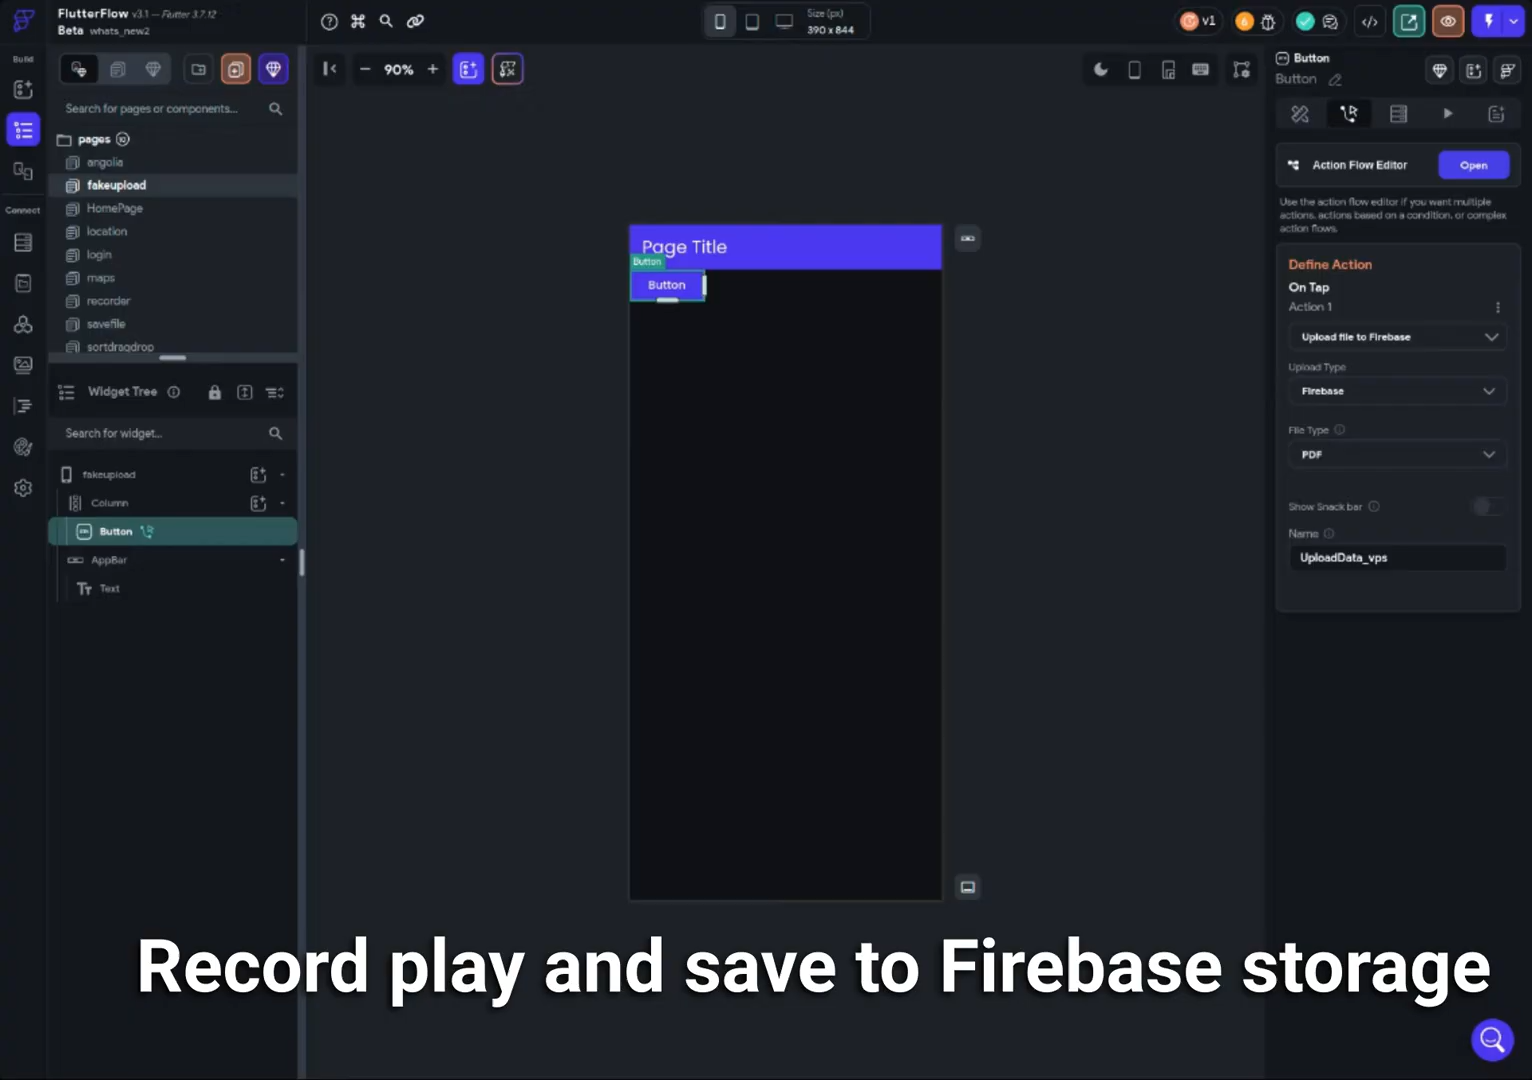 FlutterFlow v3.1 — Flutter 3.7.12
Beta whats_new2
Size (px)
390 x 844
v1
6
Build
90%
Button
Button
Search for pages or components...
pages 10
angolia
fakeupload
HomePage
location
login
maps
recorder
savefile
sortdragdrop
Connect
Action Flow Editor
Open
Use the action flow editor if you want multiple
actions, actions based on a condition, or complex
action flows.
Page Title
Button
Button
Define Action
On Tap
Action 1
Upload file to Firebase
Upload Type
Firebase
File Type
PDF
Show Snack bar
Name
UploadData_vps
Widget Tree
Search for widget...
fakeupload
Column
Button
AppBar
Tт Text
Record play and save to Firebase storage